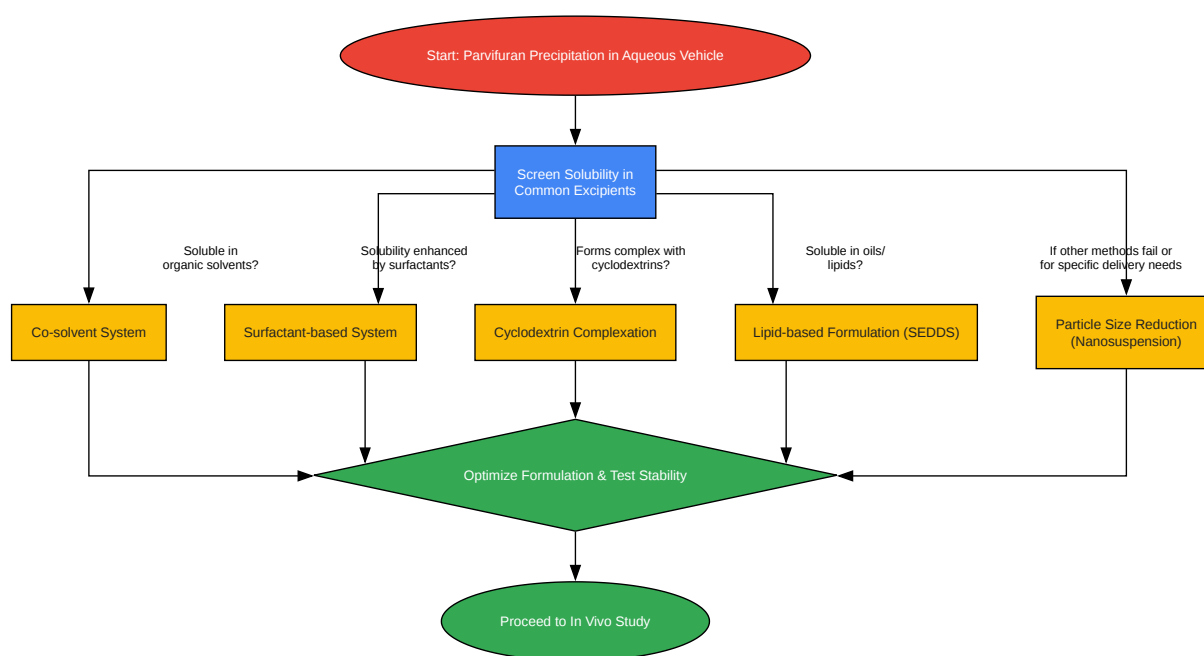 Start: Parvifuran Precipitation in Aqueous Vehicle
Screen Solubility in
Common Excipients
Soluble in
organic solvents?
Solubility enhanced
by surfactants?
Forms complex with
cyclodextrins?
Soluble in oils/
lipids?
If other methods fail or
for specific delivery needs
Co-solvent System
Surfactant-based System
Cyclodextrin Complexation
Lipid-based Formulation (SEDDS)
Particle Size Reduction
(Nanosuspension)
Optimize Formulation & Test Stability
Proceed to In Vivo Study